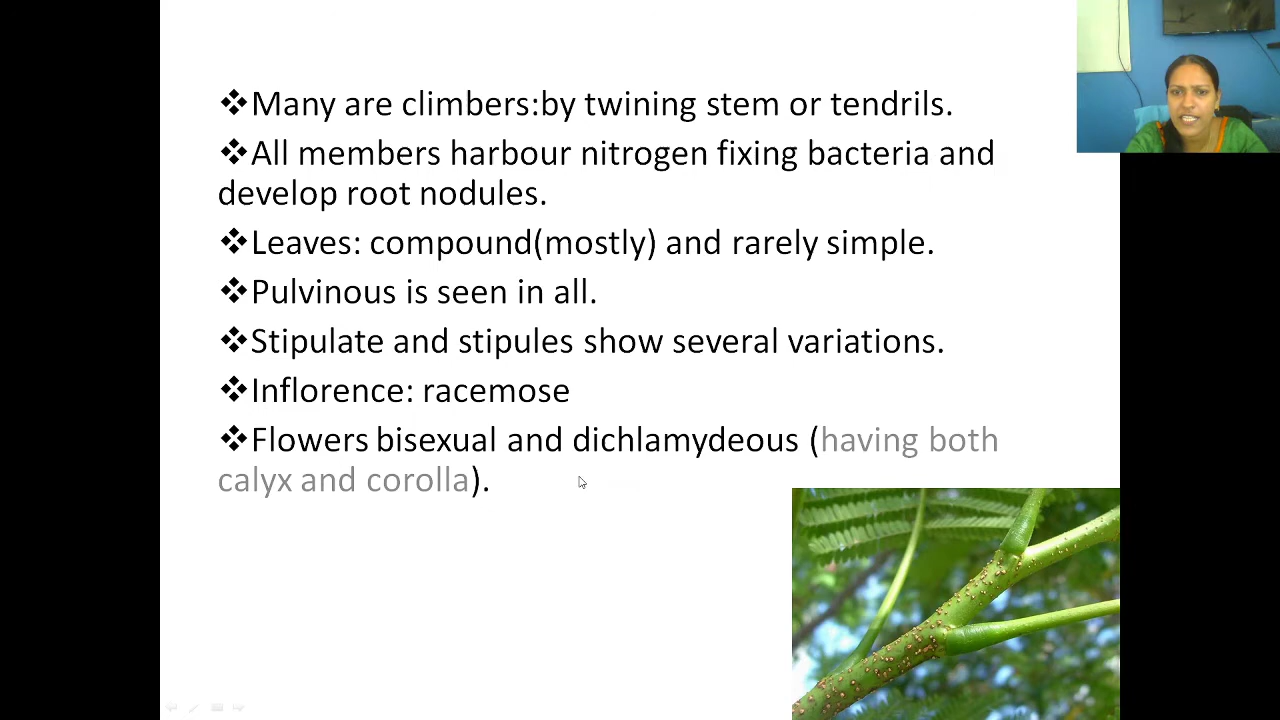 ❖Many are climbers:by twining stem or tendrils.
❖All members harbour nitrogen fixing bacteria and
develop root nodules.
❖Leaves: compound(mostly) and rarely simple.
❖Pulvinous is seen in all.
❖Stipulate and stipules show several variations.
❖Inflorence: racemose
❖Flowers bisexual and dichlamydeous (having both
calyx and corolla).